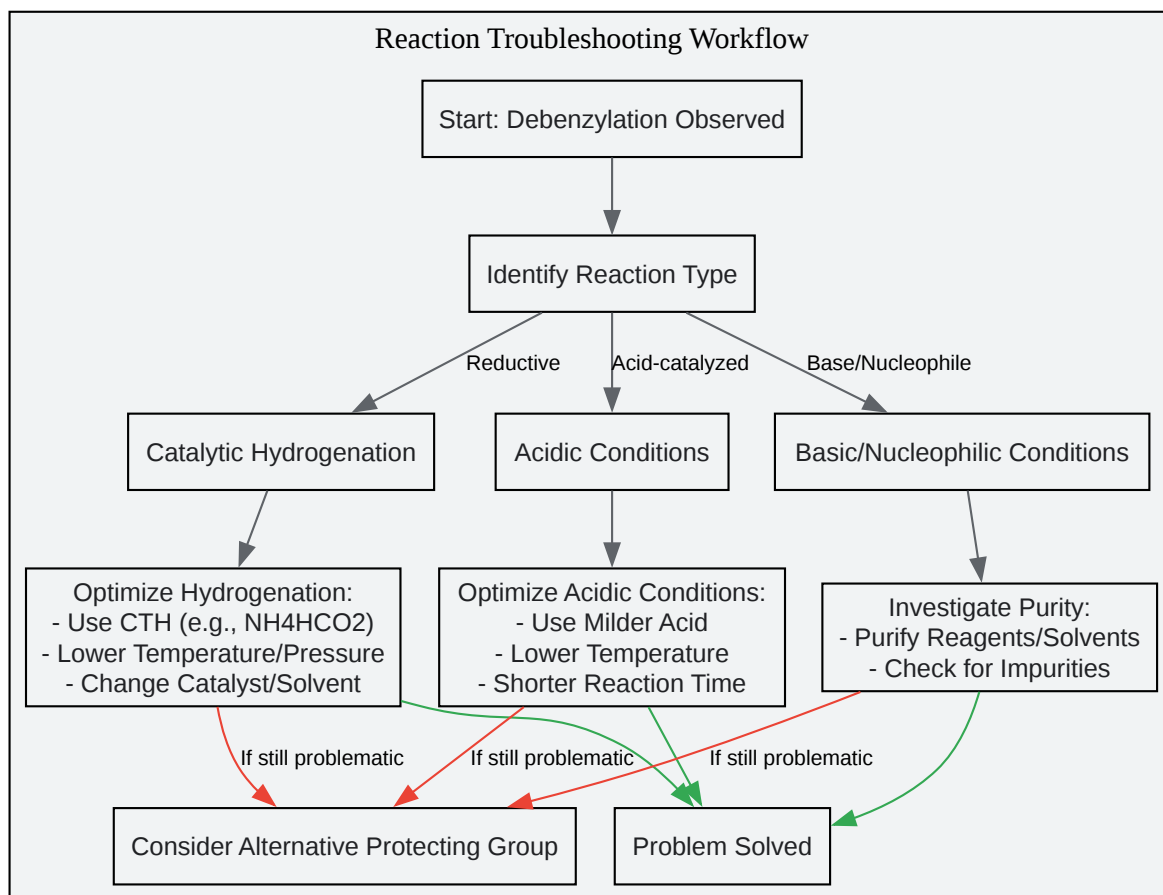 Reaction Troubleshooting Workflow
Start: Debenzylation Observed
Identify Reaction Type
Reductive
Acid-catalyzed
Base/Nucleophile
Catalytic Hydrogenation
Acidic Conditions
Basic/Nucleophilic Conditions
Optimize Hydrogenation:
- Use CTH (e.g., NH4HCO2)
- Lower Temperature/Pressure
- Change Catalyst/Solvent
Optimize Acidic Conditions:
- Use Milder Acid
- Lower Temperature
- Shorter Reaction Time
Investigate Purity:
- Purify Reagents/Solvents
- Check for Impurities
If still problematic
If still problematic
If still problematic
Consider Alternative Protecting Group
Problem Solved